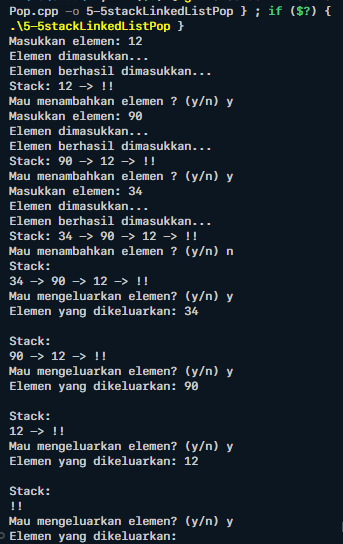 Pop.cpp -o 5-5stackLinkedListPop } ; if ($?) {
.\5-5stackLinkedListPop }
Masukkan elemen: 12
Elemen dimasukkan...
Elemen berhasil dimasukkan...
Stack: 12 -> !!
Mau menambahkan elemen ? (y/n) y
Masukkan elemen: 90
Elemen dimasukkan...
Elemen berhasil dimasukkan...
Stack: 90 -> 12 -> !!
Mau menambahkan elemen ? (y/n) y
Masukkan elemen: 34
Elemen dimasukkan...
Elemen berhasil dimasukkan...
Stack: 34 -> 90 -> 12 -> !!
Mau menambahkan elemen ? (y/n) n
Stack:
34 -> 90 -> 12 -> !!
Mau mengeluarkan elemen? (y/n) y
Elemen yang dikeluarkan: 34
Stack:
90 -> 12 -> !!
Mau mengeluarkan elemen? (y/n) y
Elemen yang dikeluarkan: 90
Stack:
12 -> !!
Mau mengeluarkan elemen? (y/n) y
Elemen yang dikeluarkan: 12
Stack:
!!
Mau mengeluarkan elemen? (y/n) y
Elemen yang dikeluarkan: